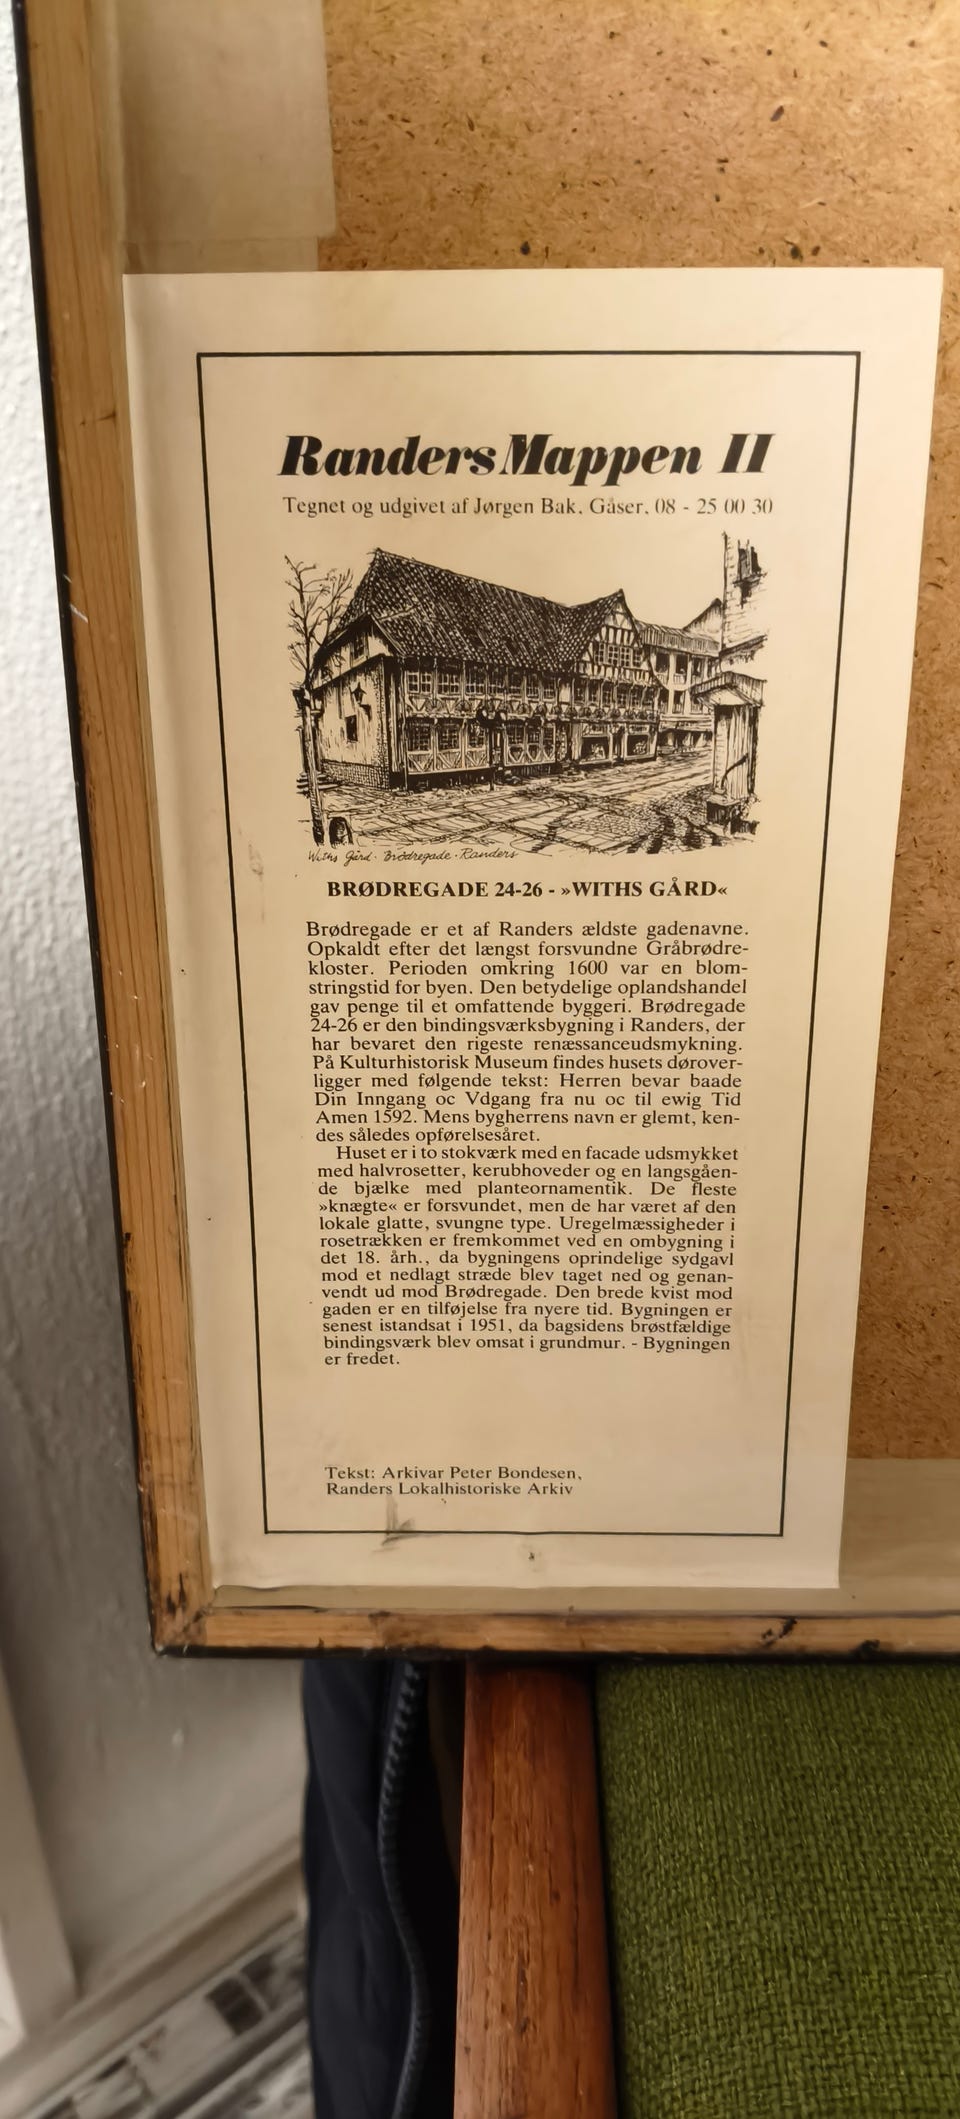 Randers Mappen II
Tegnet og udgivet af Jørgen Bak. Gåser. 08 - 25 00 30
Withs Gård · Brödregade · Randers
BRØDREGADE 24-26 - »WITHS GÅRD«
Brødregade er et af Randers ældste gadenavne.
Opkaldt efter det længst forsvundne Gråbrødre-
kloster. Perioden omkring 1600 var en blom-
stringstid for byen. Den betydelige oplandshandel
gav penge til et omfattende byggeri. Brødregade
24-26 er den bindingsværksbygning i Randers, der
har bevaret den rigeste renæssanceudsmykning.
På Kulturhistorisk Museum findes husets dørover-
ligger med følgende tekst: Herren bevar baade
Din Inngang oc Vdgang fra nu oc til ewig Tid
Amen 1592. Mens bygherrens navn er glemt, ken-
des således opførelsesåret.
Huset er i to stokværk med en facade udsmykket
med halvrosetter, kerubhoveder og en langsgåen-
de bjælke med planteornamentik. De fleste
»knægte« er forsvundet, men de har været af den
lokale glatte, svungne type. Uregelmæssigheder i
rosetrækken er fremkommet ved en ombygning i
det 18. årh., da bygningens oprindelige sydgavl
mod et nedlagt stræde blev taget ned og genan-
vendt ud mod Brødregade. Den brede kvist mod
gaden er en tilføjelse fra nyere tid. Bygningen er
senest istandsat i 1951, da bagsidens brøstfældige
bindingsværk blev omsat i grundmur. - Bygningen
er fredet.
Tekst: Arkivar Peter Bondesen,
Randers Lokalhistoriske Arkiv